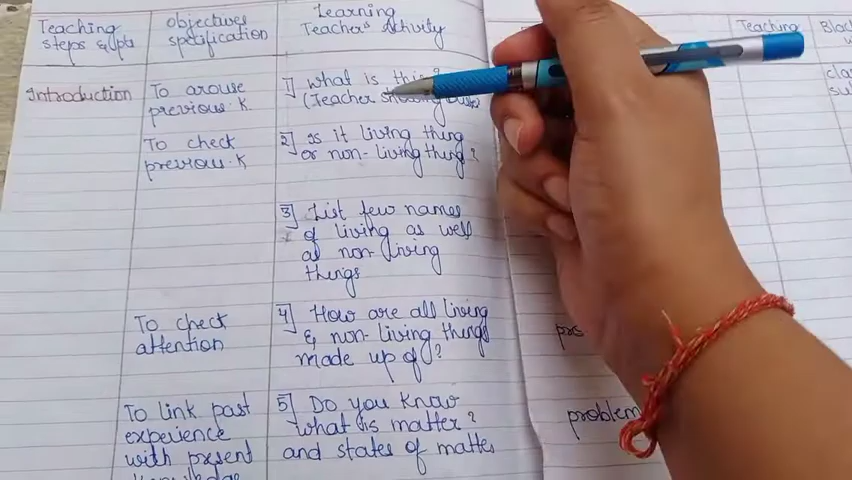 Teaching
steps & pts
objectives
specification
Learning
Teacher's Activity
Teaching
Introduction
To arouse
previous.K
1] what is this?
(Teacher
To check
previous.K
2] Is it living thing
or non-living thing?
3] List few names
of living as well
as non living
things
To check
attention
4] How are all living
& non-living things
made up of?
To link past
experience
with present
5] Do you know
what is matter?
and states of matter
problem